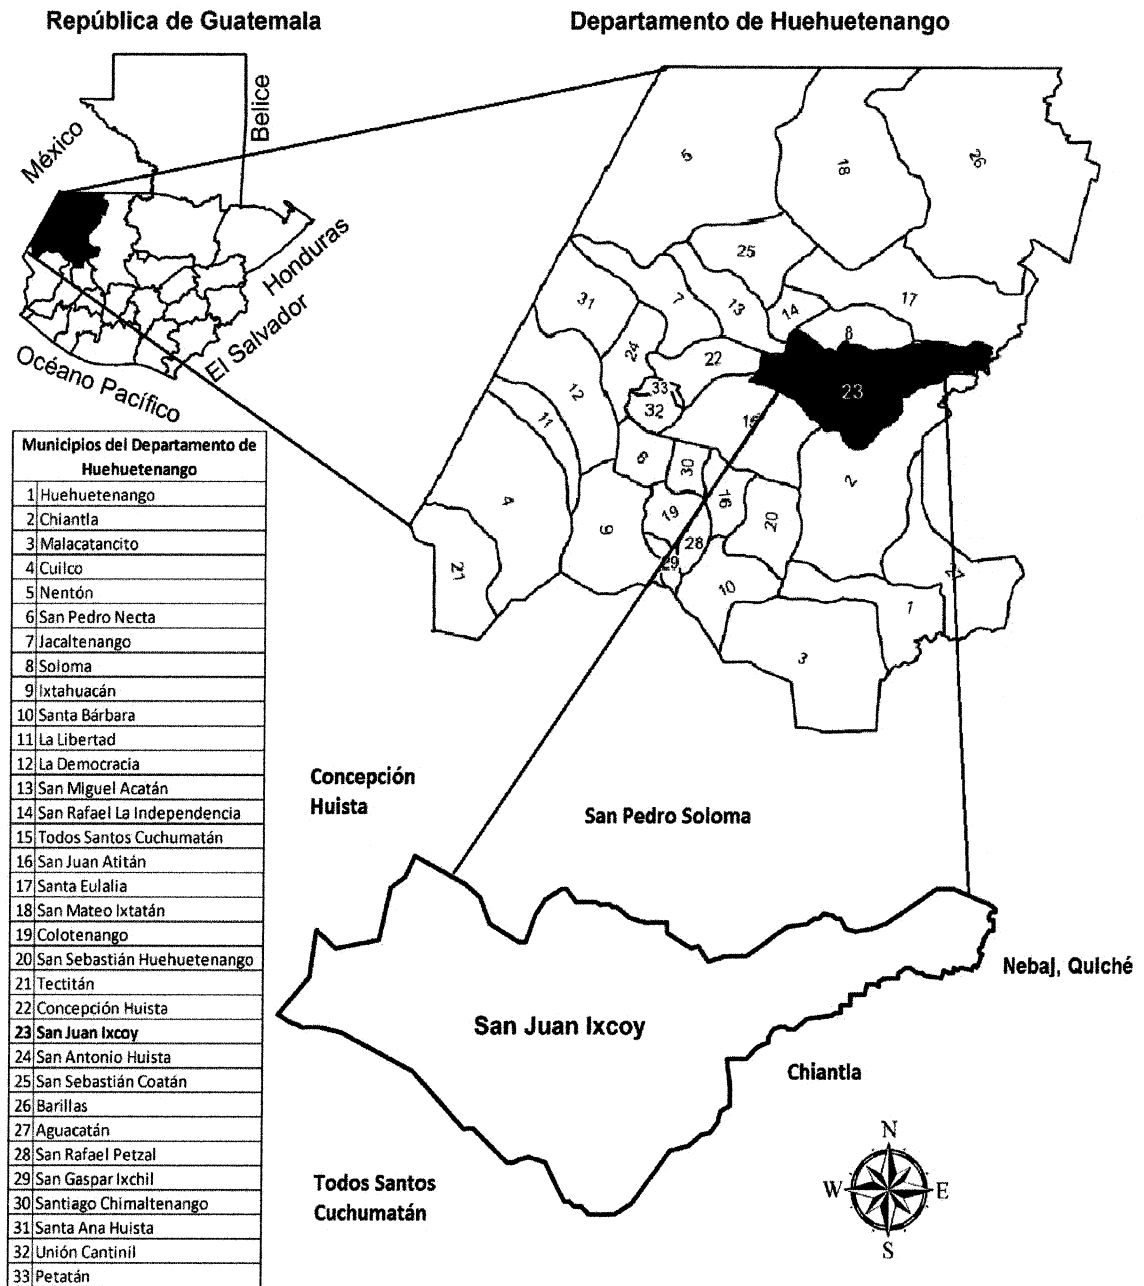 República de Guatemala
Departamento de Huehuetenango
México
Belice
Honduras
El Salvador
Océano Pacífico
5
18
26
25
17
31
7
13
14
8
24
22
12
33
32
23
15
11
6
30
2
4
16
19
20
9
28
29
21
10
27
1
3
Municipios del Departamento de
Huehuetenango
1 Huehuetenango
2 Chiantla
3 Malacatancito
4 Cuilco
5 Nentón
6 San Pedro Necta
7 Jacaltenango
8 Soloma
9 Ixtahuacán
10 Santa Bárbara
11 La Libertad
12 La Democracia
13 San Miguel Acatán
14 San Rafael La Independencia
15 Todos Santos Cuchumatán
16 San Juan Atitán
17 Santa Eulalia
18 San Mateo Ixtatán
19 Colotenango
20 San Sebastián Huehuetenango
21 Tectitán
22 Concepción Huista
23 San Juan Ixcoy
24 San Antonio Huista
25 San Sebastián Coatán
26 Barillas
27 Aguacatán
28 San Rafael Petzal
29 San Gaspar Ixchil
30 Santiago Chimaltenango
31 Santa Ana Huista
32 Unión Cantinil
33 Petatán
Concepción
Huista
San Pedro Soloma
Nebaj, Quiché
San Juan Ixcoy
Chiantla
Todos Santos
Cuchumatán
N
W
E
S